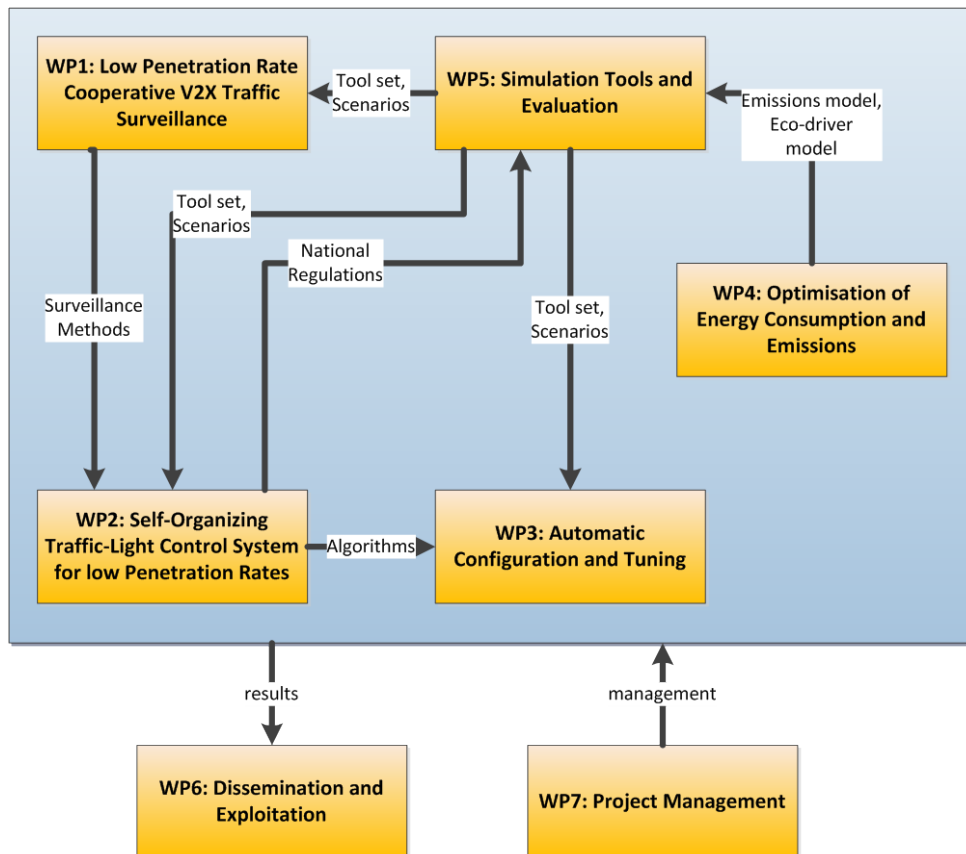 WP1: Low Penetration Rate
Cooperative V2X Traffic
Surveillance
Tool set,
Scenarios
WP5: Simulation Tools and
Evaluation
Emissions model,
Eco-driver
model
Tool set,
Scenarios
National
Regulations
Surveillance
Methods
Tool set,
Scenarios
WP4: Optimisation of
Energy Consumption and
Emissions
WP2: Self-Organizing
Traffic-Light Control System
for low Penetration Rates
Algorithms
WP3: Automatic
Configuration and Tuning
results
management
WP6: Dissemination and
Exploitation
WP7: Project Management